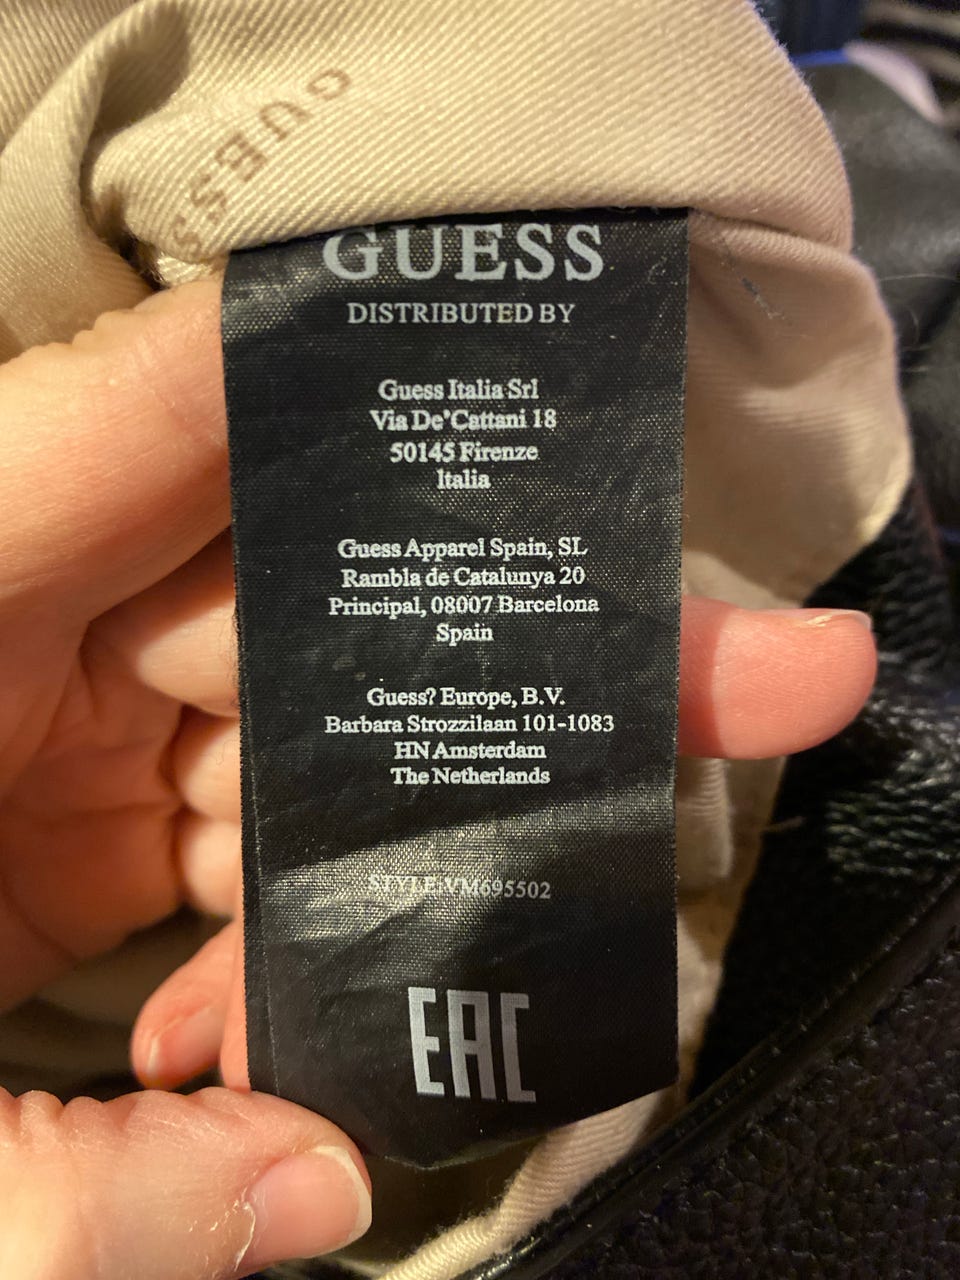 GUESS
GUESS
DISTRIBUTED BY
Guess Italia Srl
Via De'Cattani 18
50145 Firenze
Italia
Guess Apparel Spain, SL
Rambla de Catalunya 20
Principal, 08007 Barcelona
Spain
Guess? Europe, B.V.
Barbara Strozzilaan 101-1083
HN Amsterdam
The Netherlands
STYLE:VM695502
EAC